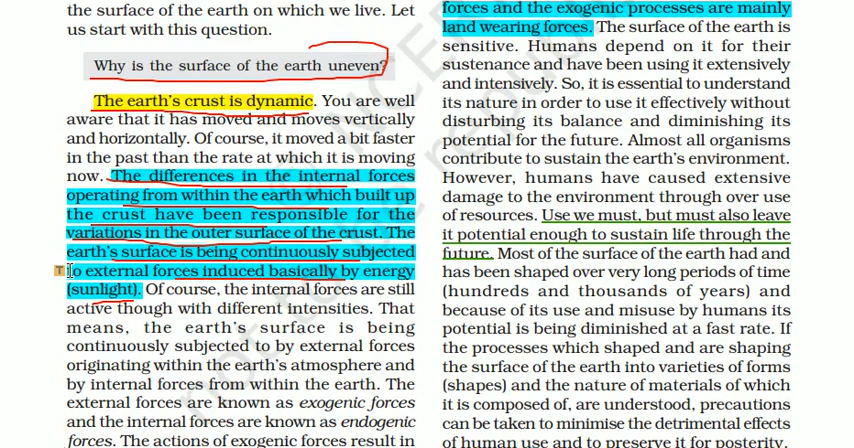 the surface of the earth on which we live. Let
us start with this question.
Why is the surface of the earth uneven?
The earth's crust is dynamic. You are well
aware that it has moved and moves vertically
and horizontally. Of course, it moved a bit faster
in the past than the rate at which it is moving
now. The differences in the internal forces
operating from within the earth which built up
the crust have been responsible for the
variations in the outer surface of the crust. The
earth's surface is being continuously subjected
to external forces induced basically by energy
(sunlight). Of course, the internal forces are still
active though with different intensities. That
means, the earth's surface is being
continuously subjected to by external forces
originating within the earth's atmosphere and
by internal forces from within the earth. The
external forces are known as exogenic forces
and the internal forces are known as endogenic
forces. The actions of exogenic forces result in
forces and the exogenic processes are mainly
land wearing forces. The surface of the earth is
sensitive. Humans depend on it for their
sustenance and have been using it extensively
and intensively. So, it is essential to understand
its nature in order to use it effectively without
disturbing its balance and diminishing its
potential for the future. Almost all organisms
contribute to sustain the earth's environment.
However, humans have caused extensive
damage to the environment through over use
of resources. Use we must, but must also leave
it potential enough to sustain life through the
future. Most of the surface of the earth had and
has been shaped over very long periods of time
(hundreds and thousands of years) and
because of its use and misuse by humans its
potential is being diminished at a fast rate. If
the processes which shaped and are shaping
the surface of the earth into varieties of forms
(shapes) and the nature of materials of which
it is composed of, are understood, precautions
can be taken to minimise the detrimental effects
of human use and to preserve it for posterity.